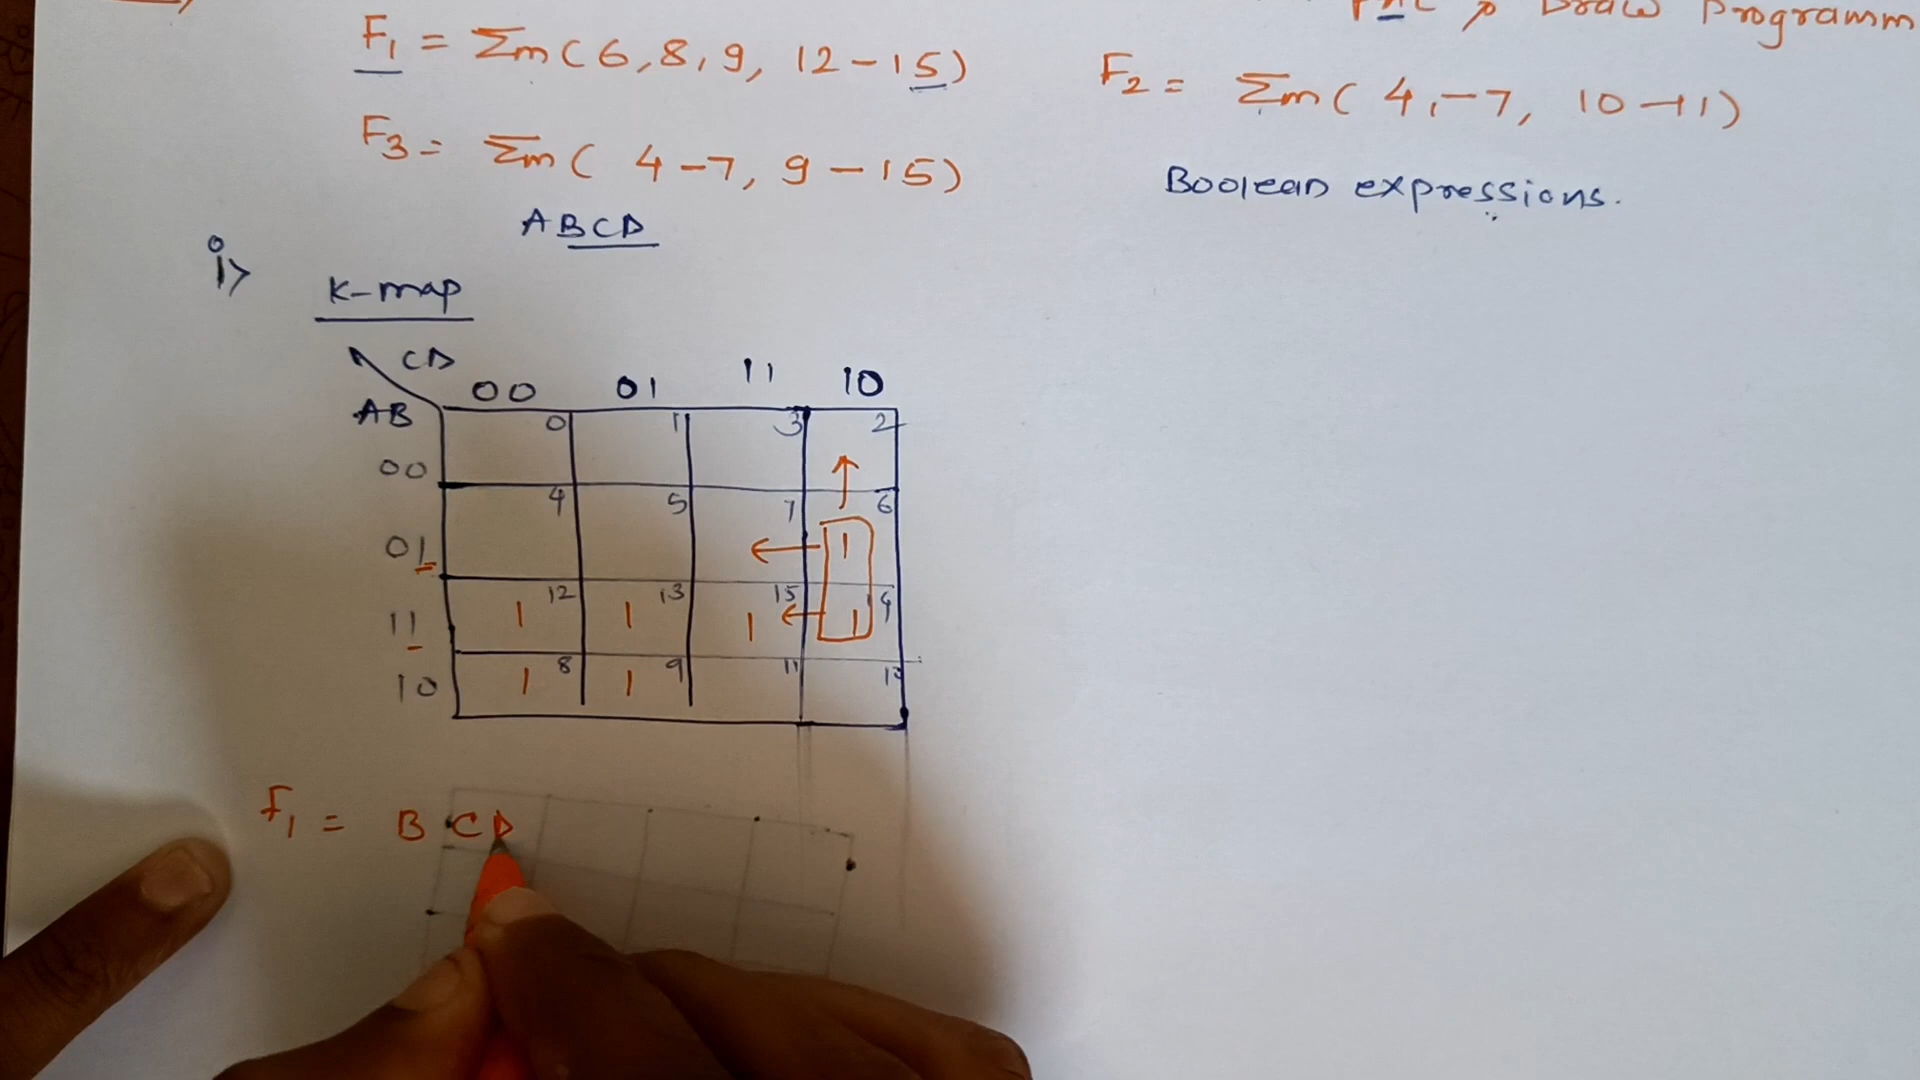 PAL, Draw Programm
F₁ = Σm(6,8,9, 12-15)
F₂ = Σm(4,-7, 10-11)
F₃ = Σm(4-7, 9-15)
Boolean expressions.
ABCD
i>
K-map
CD
00 01 11 10
AB
0 1 3 2
00
4 5 7 6
01 1
12 13 15 14
11 1 1 1 1
8 9 11 10
10 1 1
F₁ = B CD